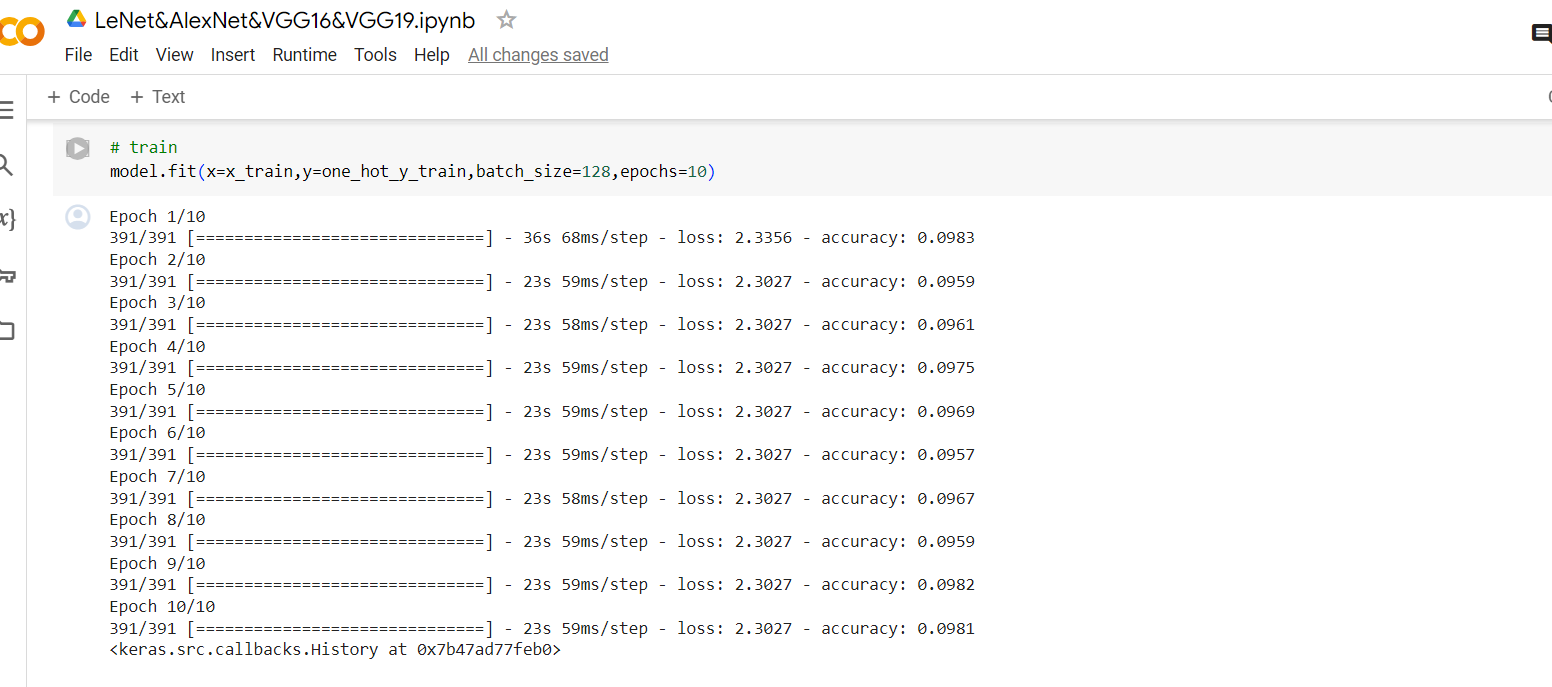 LeNet&AlexNet&VGG16&VGG19.ipynb
File Edit View Insert Runtime Tools Help All changes saved
+ Code + Text
# train
model.fit(x=x_train,y=one_hot_y_train,batch_size=128,epochs=10)
Epoch 1/10
391/391 [==============================] - 36s 68ms/step - loss: 2.3356 - accuracy: 0.0983
Epoch 2/10
391/391 [==============================] - 23s 59ms/step - loss: 2.3027 - accuracy: 0.0959
Epoch 3/10
391/391 [==============================] - 23s 58ms/step - loss: 2.3027 - accuracy: 0.0961
Epoch 4/10
391/391 [==============================] - 23s 59ms/step - loss: 2.3027 - accuracy: 0.0975
Epoch 5/10
391/391 [==============================] - 23s 59ms/step - loss: 2.3027 - accuracy: 0.0969
Epoch 6/10
391/391 [==============================] - 23s 59ms/step - loss: 2.3027 - accuracy: 0.0957
Epoch 7/10
391/391 [==============================] - 23s 58ms/step - loss: 2.3027 - accuracy: 0.0967
Epoch 8/10
391/391 [==============================] - 23s 59ms/step - loss: 2.3027 - accuracy: 0.0959
Epoch 9/10
391/391 [==============================] - 23s 59ms/step - loss: 2.3027 - accuracy: 0.0982
Epoch 10/10
391/391 [==============================] - 23s 59ms/step - loss: 2.3027 - accuracy: 0.0981
<keras.src.callbacks.History at 0x7b47ad77feb0>